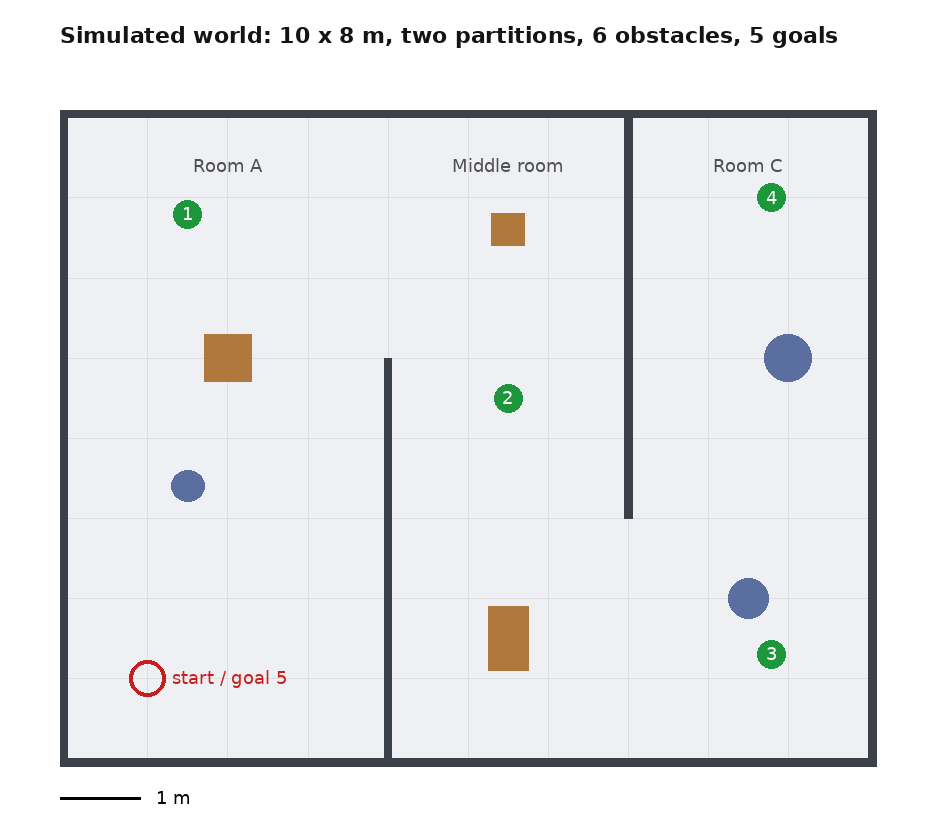 Simulated world: 10 x 8 m, two partitions, 6 obstacles, 5 goals
Room A
Middle room
Room C
4
1
2
3
start / goal 5
1 m